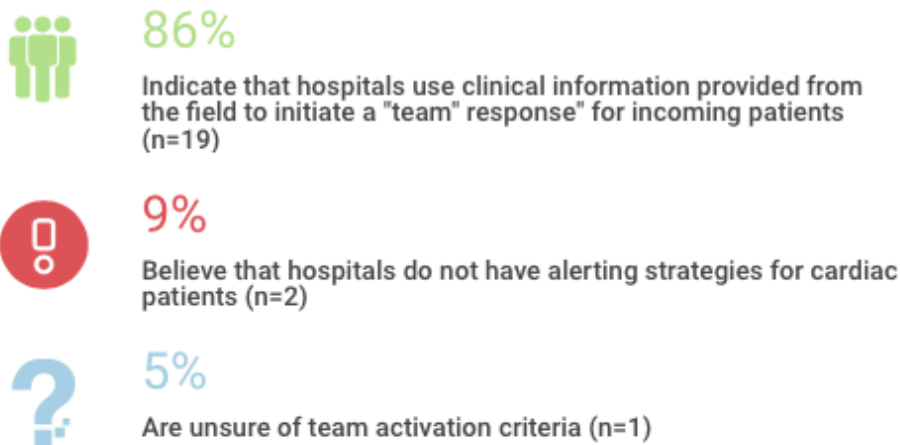 86%
Indicate that hospitals use clinical information provided from
the field to initiate a "team" response" for incoming patients
(n=19)
9%
Believe that hospitals do not have alerting strategies for cardiac
patients (n=2)
5%
Are unsure of team activation criteria (n=1)